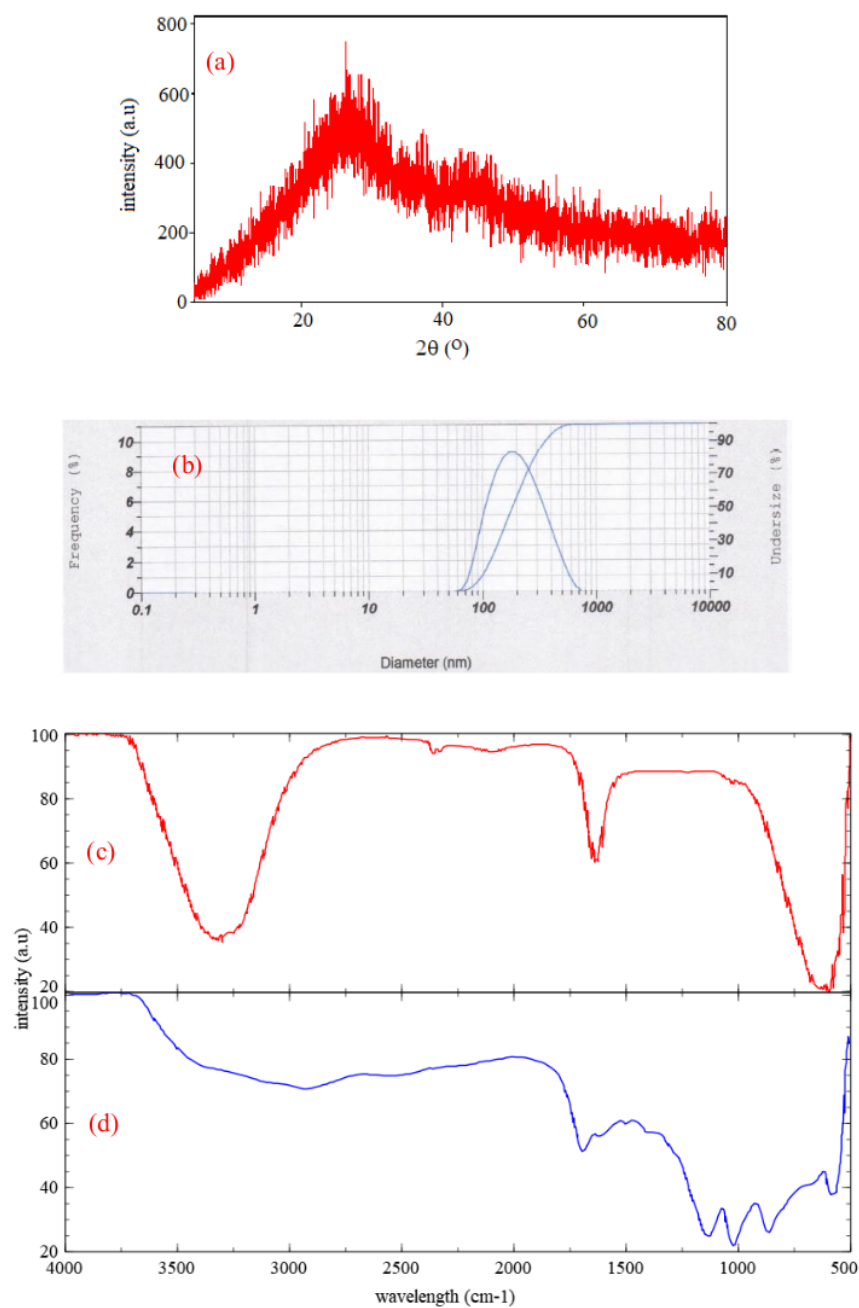 (a)
800
600
400
200
0
intensity (a.u)
20 40 60 80
2θ (O)
(b)
10
8
6
4
2
0
Frequency (%)
90
70
50
30
10
Undersize (%)
0.1 1 10 100 1000 10000
Diameter (nm)
(c)
100
80
60
40
20
intensity (a.u)
(d)
100
80
60
40
20
4000 3500 3000 2500 2000 1500 1000 500
wavelength (cm-1)